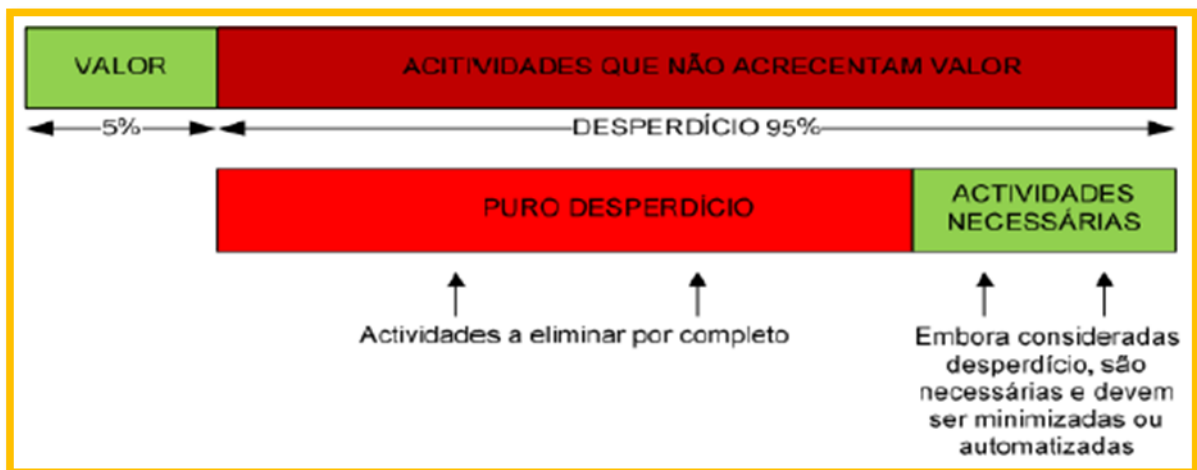 VALOR
ACITIVIDADES QUE NÃO ACRECENTAM VALOR
5%
DESPERDÍCIO 95%
PURO DESPERDÍCIO
ACTIVIDADES
NECESSÁRIAS
Actividades a eliminar por completo
Embora consideradas
desperdício, são
necessárias e devem
ser minimizadas ou
automatizadas